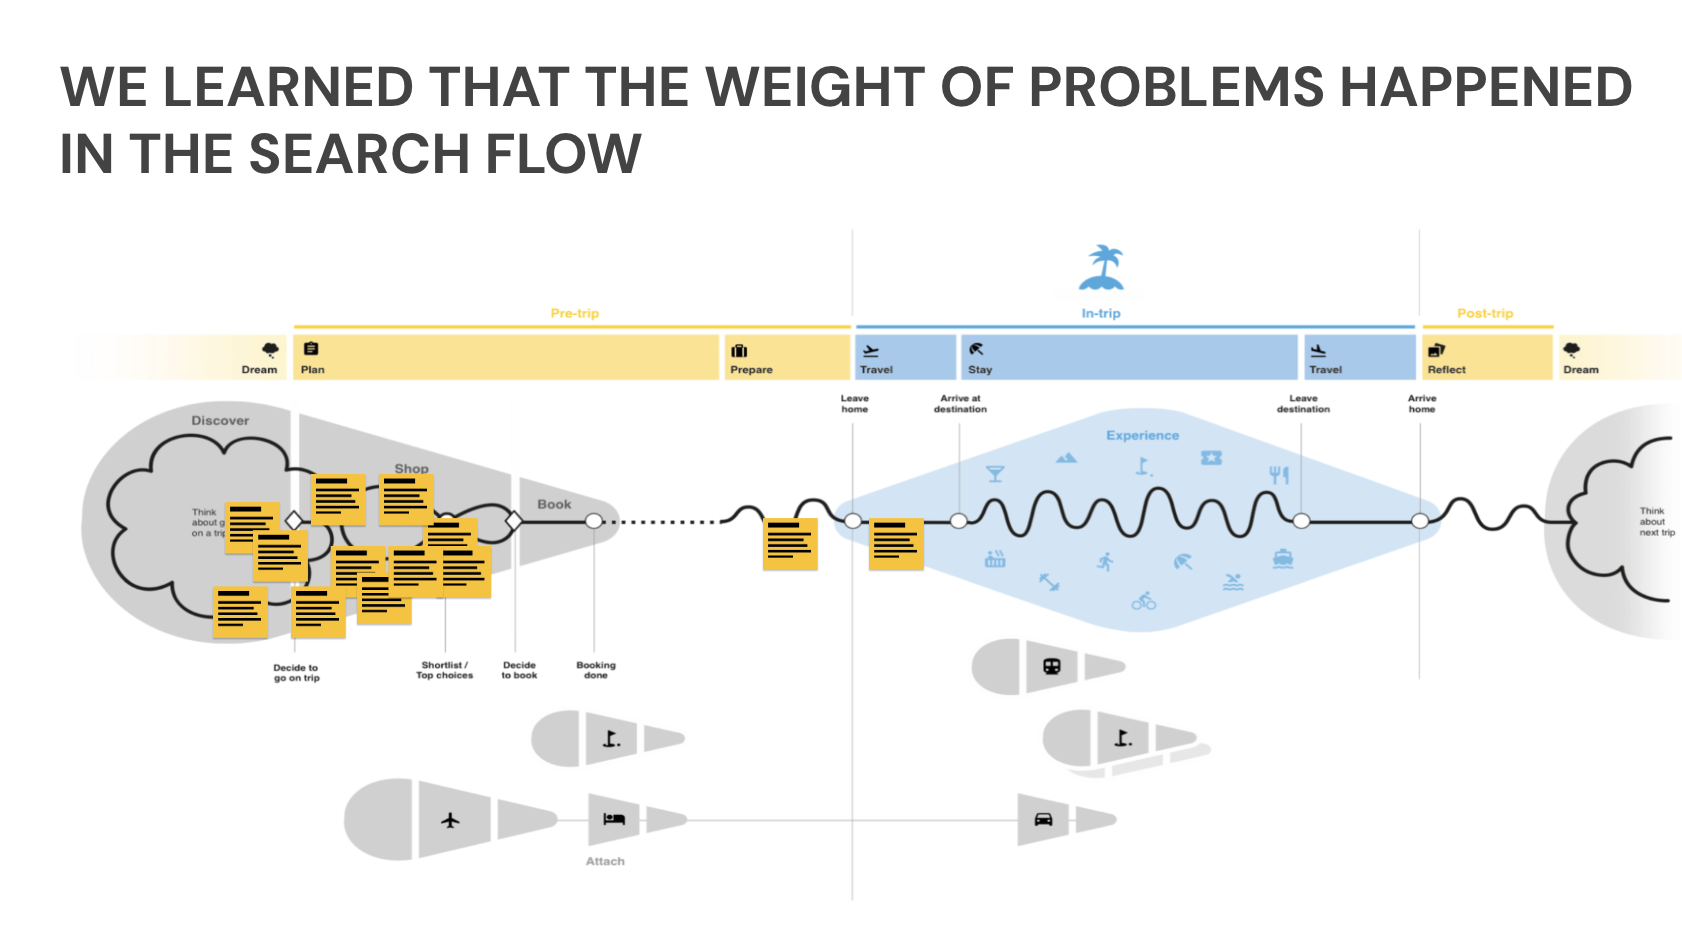 WE LEARNED THAT THE WEIGHT OF PROBLEMS HAPPENED
IN THE SEARCH FLOW
Pre-trip
In-trip
Post-trip
Dream
Plan
Prepare
Travel
Stay
Travel
Reflect
Dream
Leave
home
Arrive at
destination
Leave
destination
Arrive
home
Discover
Shop
Book
Experience
Think
about g
on a trip
Think
about
next trip
Decide to
go on trip
Shortlist /
Top choices
Decide
to book
Booking
done
Attach